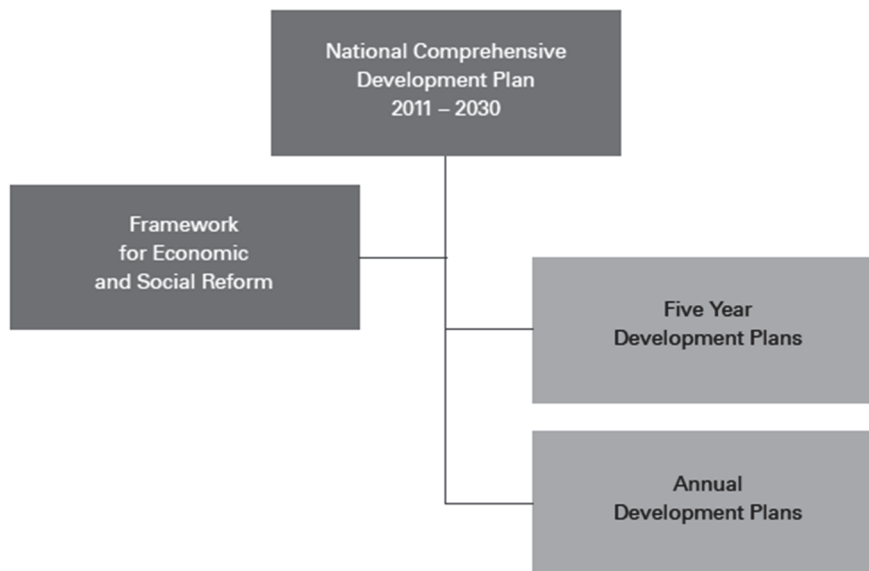 National Comprehensive
Development Plan
2011 – 2030
Framework
for Economic
and Social Reform
Five Year
Development Plans
Annual
Development Plans